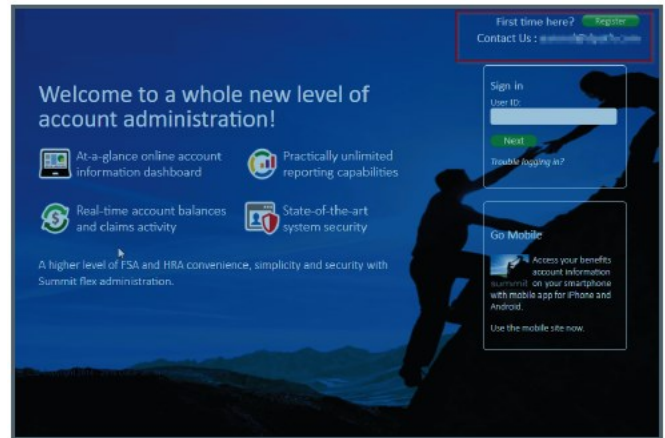 First time here? Register
Contact Us :
Welcome to a whole new level of
account administration!
At-a-glance online account
information dashboard
Practically unlimited
reporting capabilities
Real-time account balances
and claims activity
State-of-the-art
system security
A higher level of FSA and HRA convenience, simplicity and security with
Summit flex administration.
Sign in
User ID:
Next
Trouble logging in?
Go Mobile
Access your benefits
account information
summit on your smartphone
with mobile app for iPhone and
Android.
Use the mobile site now.